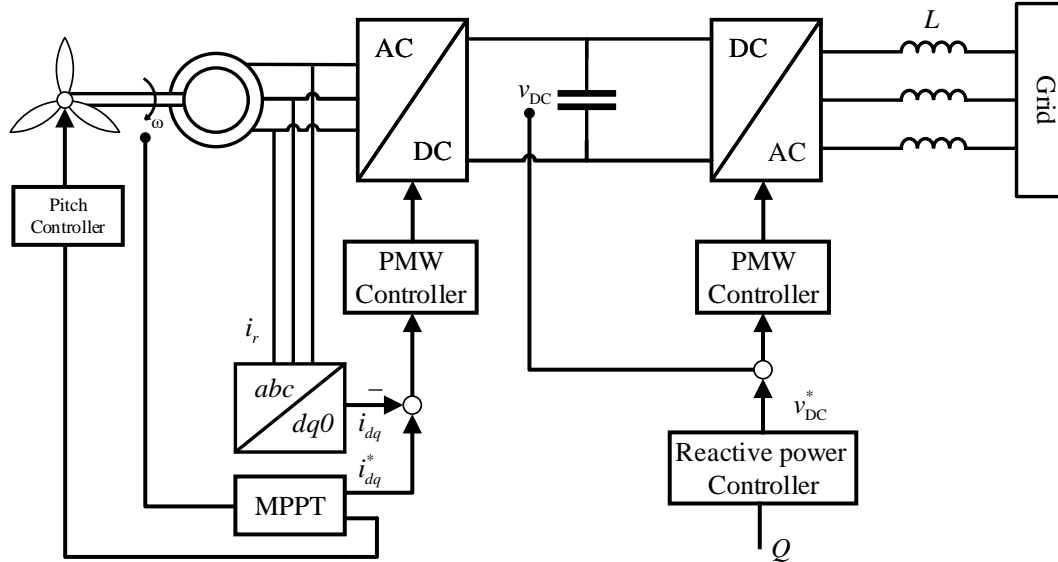 L
AC
DC
DC
AC
v_DC
ω
Grid
Pitch
Controller
PMW
Controller
PMW
Controller
i_r
abc
dq0
−
i_dq
v*_DC
i*_dq
MPPT
Reactive power
Controller
Q